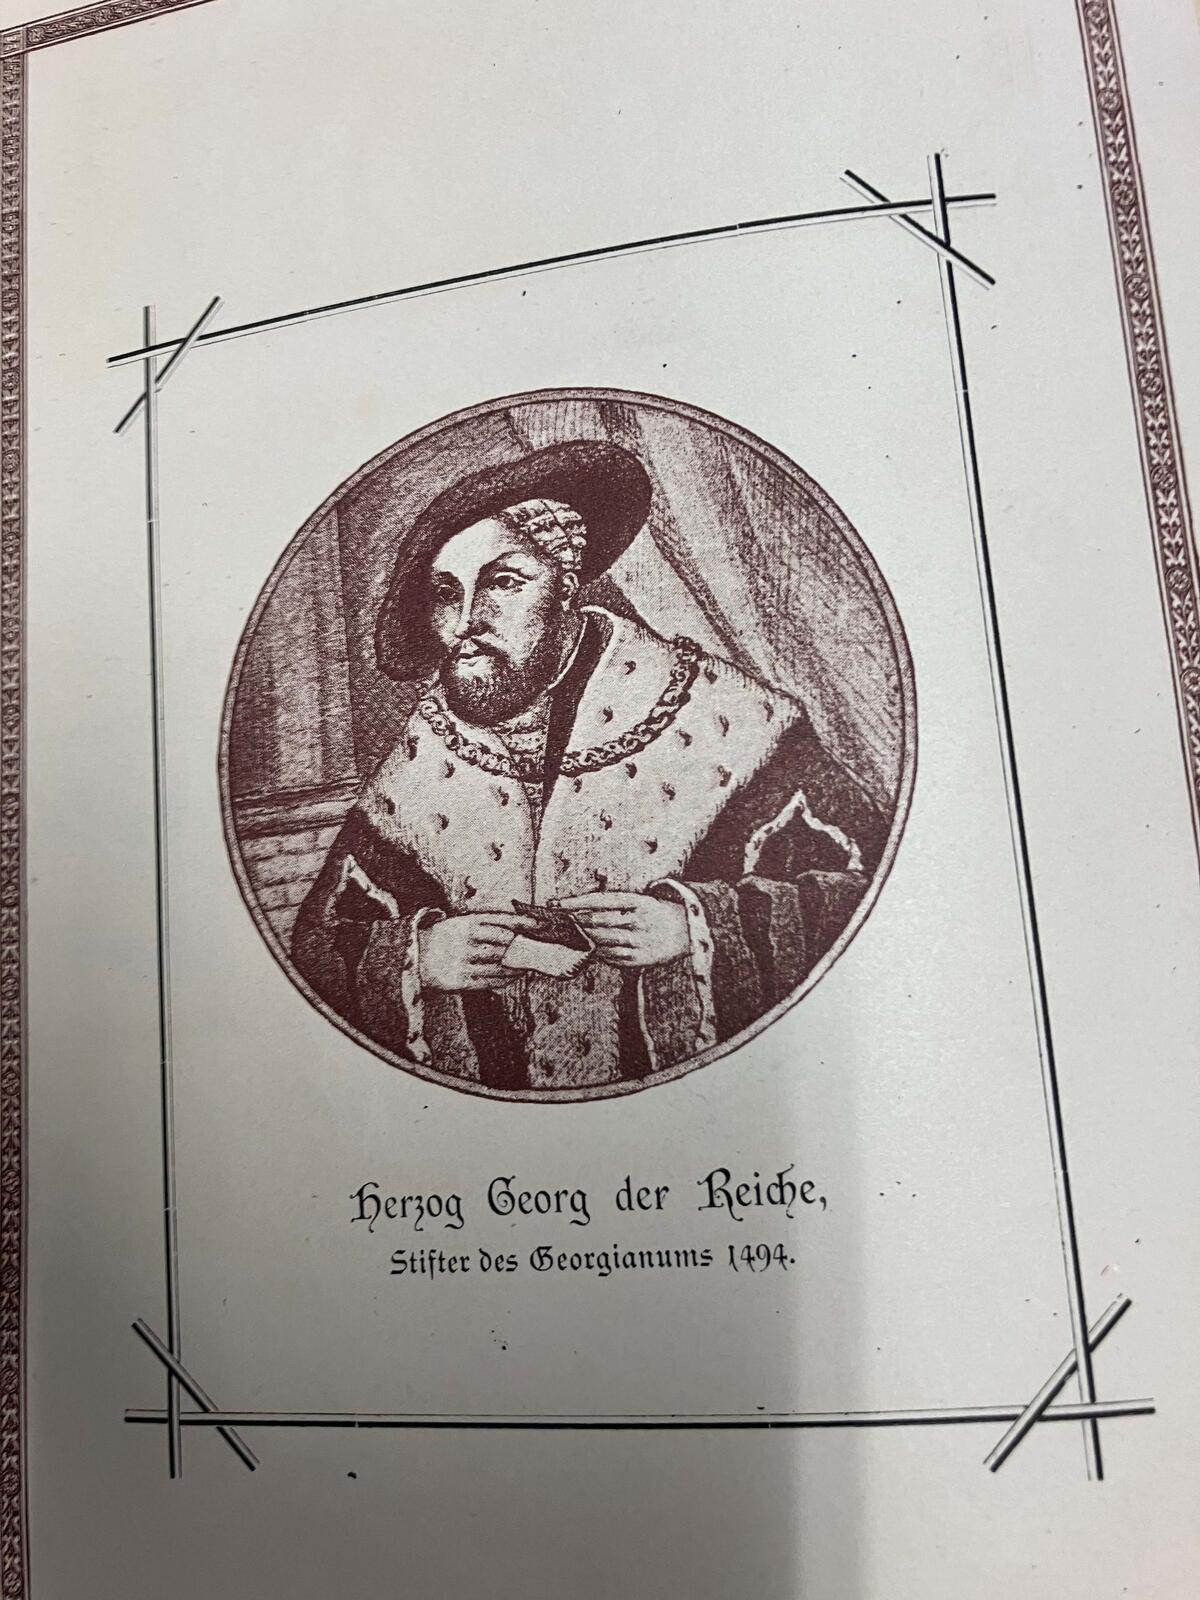 Herzog Georg der Reiche,
Stifter des Georgianums 1494.